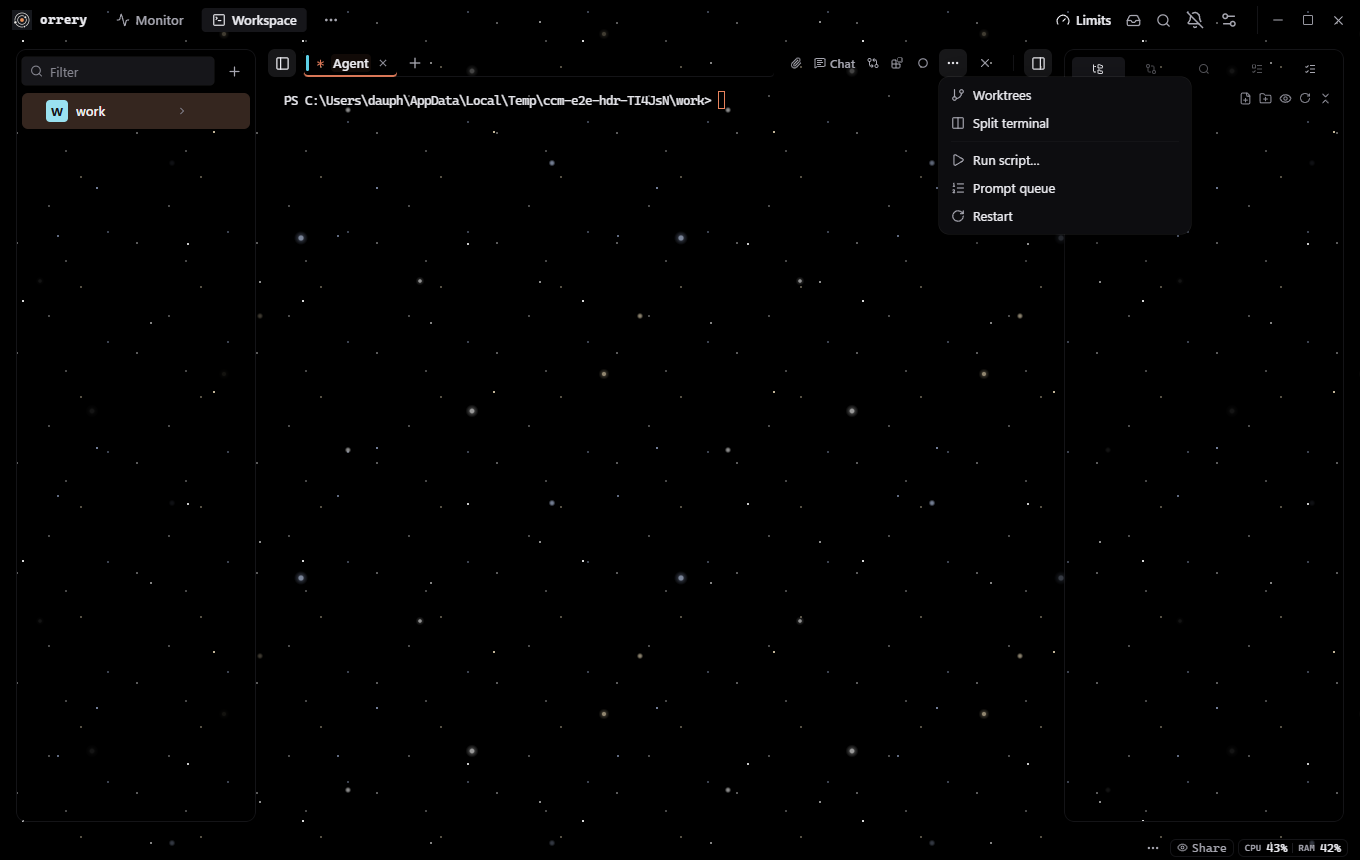 orrery Monitor Workspace Limits
Filter
Agent Chat
W work
PS C:\Users\dauph\AppData\Local\Temp\ccm-e2e-hdr-TI4JsN\work>
Worktrees
Split terminal
Run script...
Prompt queue
Restart
Share CPU 43% RAM 42%